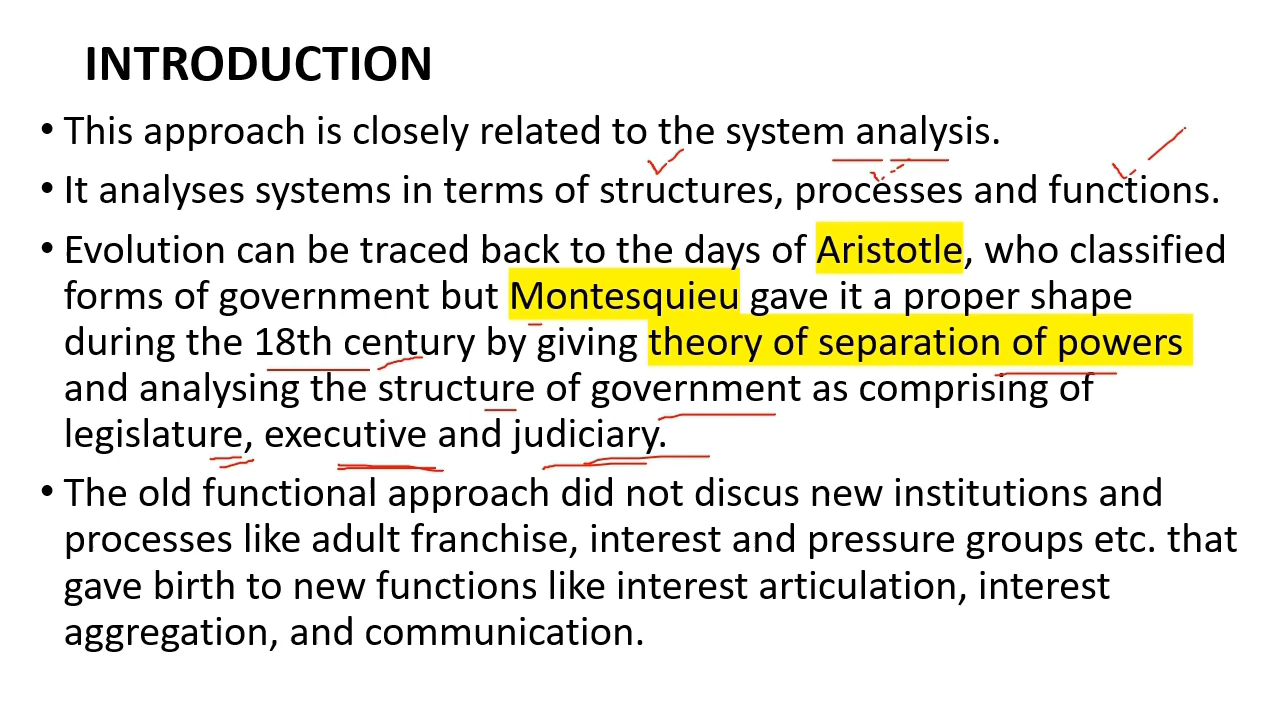 INTRODUCTION
• This approach is closely related to the system analysis.
• It analyses systems in terms of structures, processes and functions.
• Evolution can be traced back to the days of Aristotle, who classified
forms of government but Montesquieu gave it a proper shape
during the 18th century by giving theory of separation of powers
and analysing the structure of government as comprising of
legislature, executive and judiciary.
• The old functional approach did not discus new institutions and
processes like adult franchise, interest and pressure groups etc. that
gave birth to new functions like interest articulation, interest
aggregation, and communication.